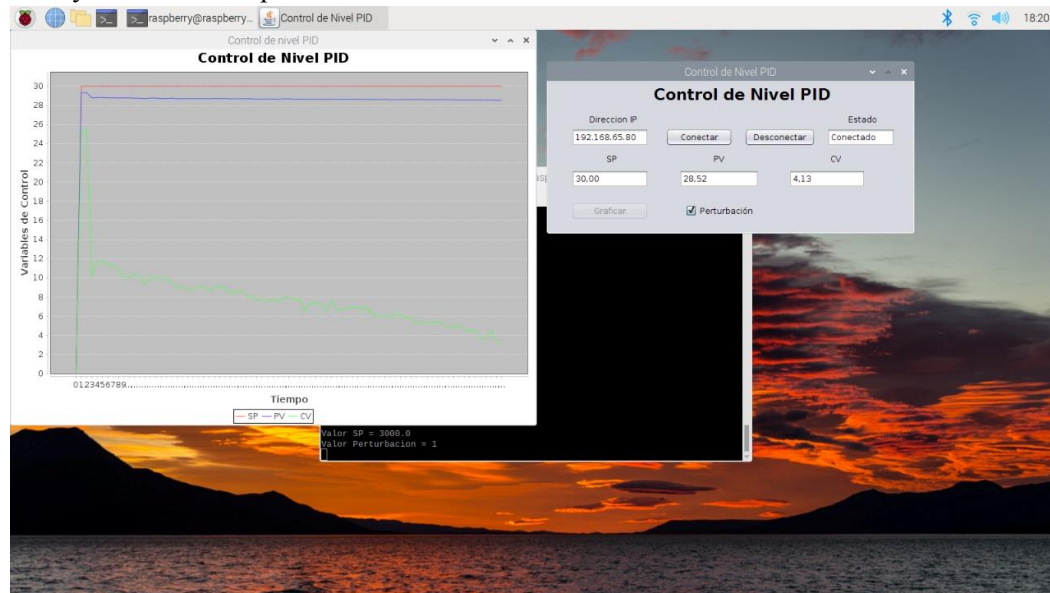 raspberry@raspberry... Control de Nivel PID 18:20
Control de nivel PID
Control de Nivel PID
30
28
26
24
22
20
18
16
14
12
10
8
6
4
2
0
Variables de Control
0123456789...
Tiempo
SP PV CV
Control de Nivel PID
Control de Nivel PID
Direccion IP Estado
192.168.65.80 Conectar Desconectar Conectado
SP PV CV
30,00 28,52 4,13
Graficar Perturbación
Valor SP = 3000.0
Valor Perturbacion = 1